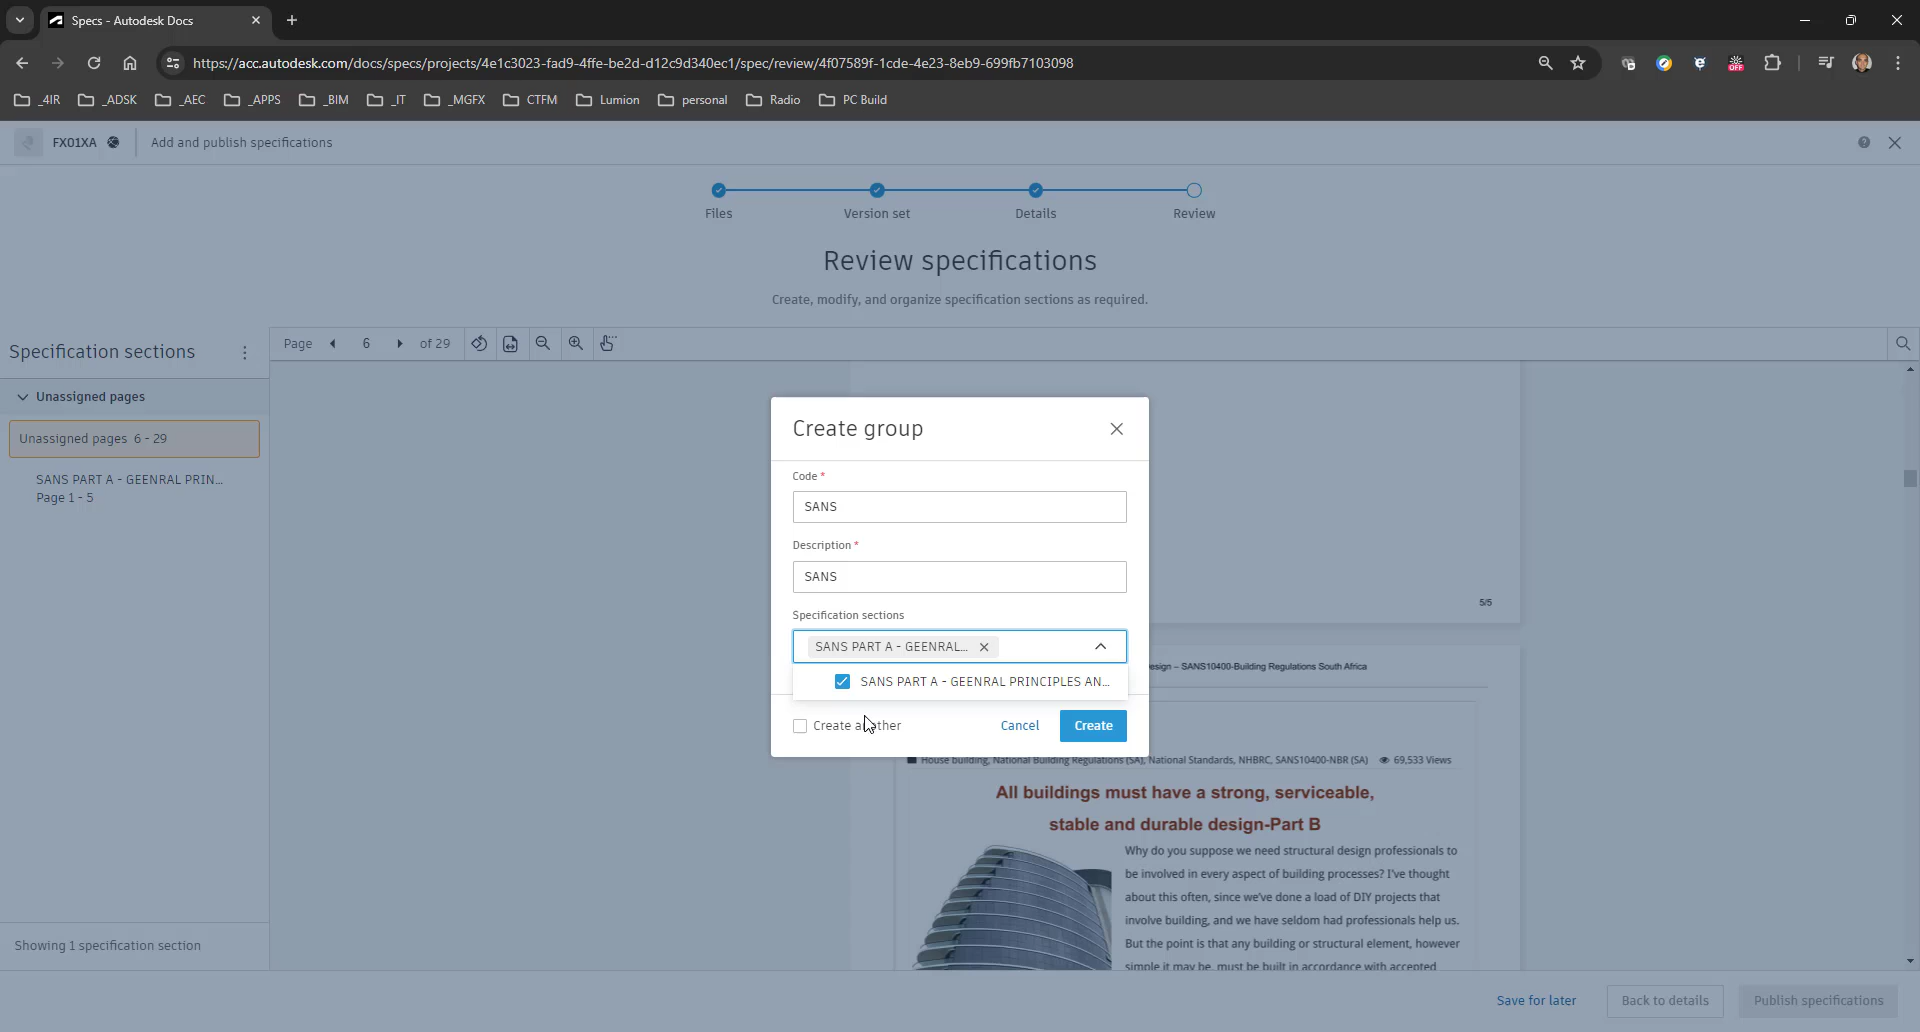 Specs - Autodesk Docs
https://acc.autodesk.com/docs/specs/projects/4e1c3023-fad9-4ffe-be2d-d12c9d340ec1/spec/review/4f07589f-1cde-4e23-8eb9-699fb7103098
OFF
_4IR _ADSK _AEC _APPS _BIM _IT _MGFX CTFM Lumion personal Radio PC Build
FX01XA Add and publish specifications
Files Version set Details Review
Review specifications
Create, modify, and organize specification sections as required.
Specification sections
Page 6 of 29
Unassigned pages
Unassigned pages 6 - 29
SANS PART A - GEENRAL PRIN...
Page 1 - 5
Showing 1 specification section
Create group
Code *
SANS
Description *
SANS
Specification sections
SANS PART A - GEENRAL...
SANS PART A - GEENRAL PRINCIPLES AN...
Create another Cancel Create
5/5
esign – SANS10400-Building Regulations South Africa
House building, National Building Regulations (SA), National Standards, NHBRC, SANS10400-NBR (SA) 69,533 Views
All buildings must have a strong, serviceable,
stable and durable design-Part B
Why do you suppose we need structural design professionals to
be involved in every aspect of building processes? I've thought
about this often, since we've done a load of DIY projects that
involve building, and we have seldom had professionals help us.
But the point is that any building or structural element, however
simple it may be, must be built in accordance with accepted
Save for later Back to details Publish specifications